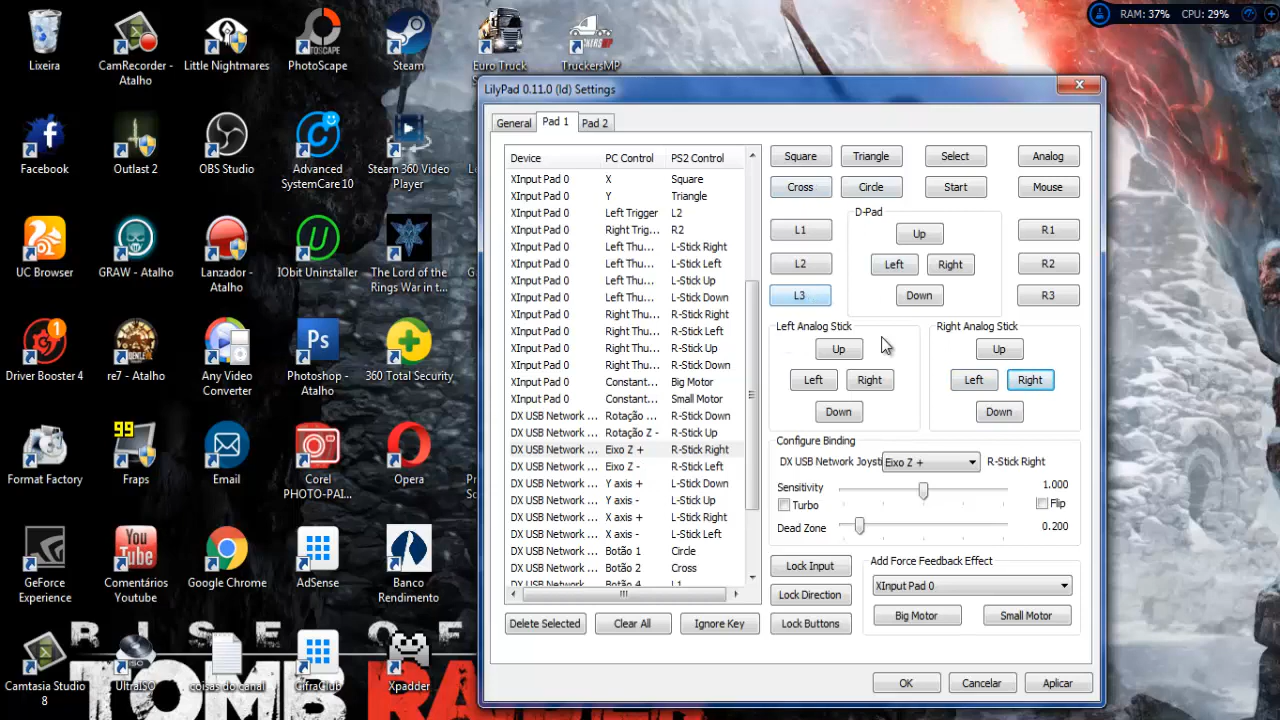 RAM: 37% CPU: 29%
Lixeira
CamRecorder - Atalho
Little Nightmares
PhotoScape
Steam
Euro Truck
TruckersMP
Facebook
Outlast 2
OBS Studio
Advanced SystemCare 10
Steam 360 Video Player
UC Browser
GRAW - Atalho
Lanzador - Atalho
IObit Uninstaller
The Lord of the Rings War in t...
1
Driver Booster 4
re7 - Atalho
Any Video Converter
Ps
Photoshop - Atalho
360 Total Security
Format Factory
99
Fraps
Email
Corel PHOTO-PAI...
Opera
GeForce Experience
You Tube
Comentários Youtube
Google Chrome
AdSense
Banco Rendimento
RISE OF
TOMB RAIDER
Camtasia Studio 8
UltraISO
coisas do canal
CifraClub
Xpadder
LilyPad 0.11.0 (ld) Settings
General Pad 1 Pad 2
Device PC Control PS2 Control
XInput Pad 0 X Square
XInput Pad 0 Y Triangle
XInput Pad 0 Left Trigger L2
XInput Pad 0 Right Trig... R2
XInput Pad 0 Left Thu... L-Stick Right
XInput Pad 0 Left Thu... L-Stick Left
XInput Pad 0 Left Thu... L-Stick Up
XInput Pad 0 Left Thu... L-Stick Down
XInput Pad 0 Right Thu... R-Stick Right
XInput Pad 0 Right Thu... R-Stick Left
XInput Pad 0 Right Thu... R-Stick Up
XInput Pad 0 Right Thu... R-Stick Down
XInput Pad 0 Constant... Big Motor
XInput Pad 0 Constant... Small Motor
DX USB Network ... Rotação ... R-Stick Down
DX USB Network ... Rotação Z - R-Stick Up
DX USB Network ... Eixo Z + R-Stick Right
DX USB Network ... Eixo Z - R-Stick Left
DX USB Network ... Y axis + L-Stick Down
DX USB Network ... Y axis - L-Stick Up
DX USB Network ... X axis + L-Stick Right
DX USB Network ... X axis - L-Stick Left
DX USB Network ... Botão 1 Circle
DX USB Network ... Botão 2 Cross
DX USB Network ... Botão 4 L1
Delete Selected Clear All Ignore Key
Square Triangle Select Analog
Cross Circle Start Mouse
D-Pad
L1 Up R1
L2 Left Right R2
L3 Down R3
Left Analog Stick Right Analog Stick
Up Up
Left Right Left Right
Down Down
Configure Binding
DX USB Network Joysti Eixo Z + R-Stick Right
Sensitivity 1.000
Turbo Flip
Dead Zone 0.200
Lock Input
Lock Direction
Lock Buttons
Add Force Feedback Effect
XInput Pad 0
Big Motor Small Motor
OK Cancelar Aplicar